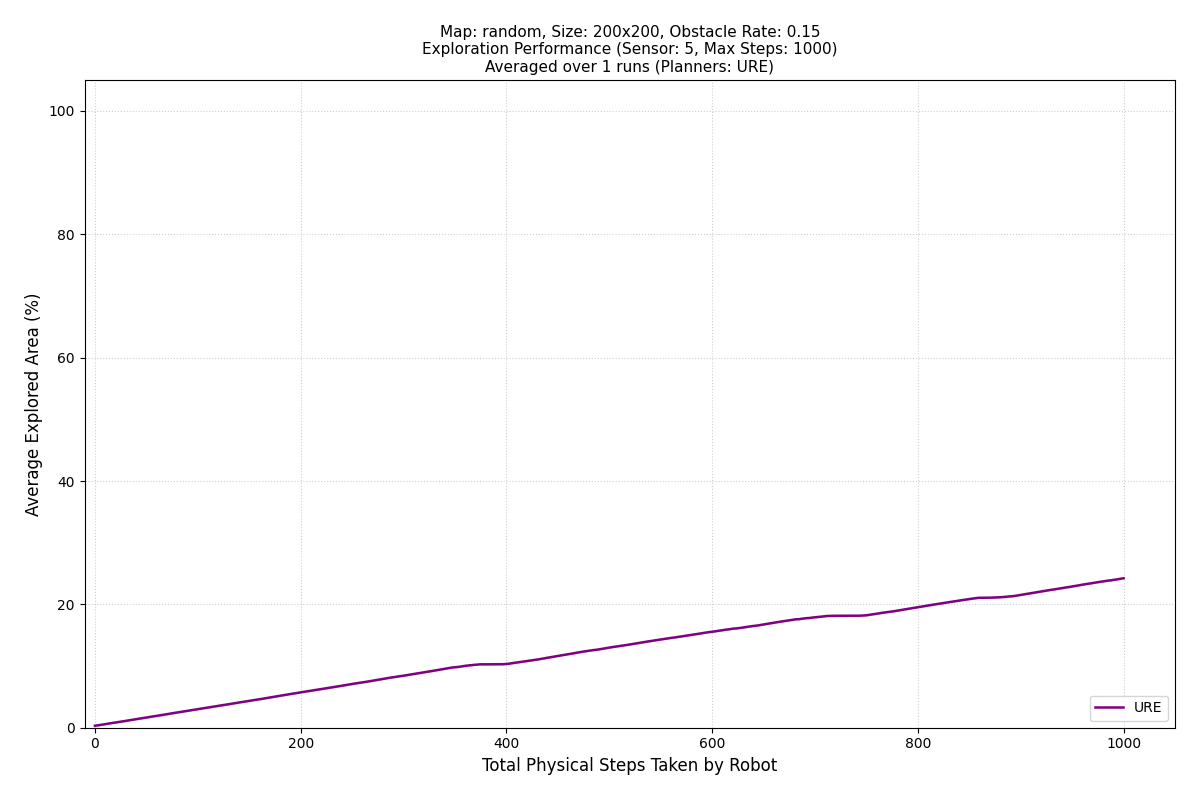 Map: random, Size: 200x200, Obstacle Rate: 0.15
Exploration Performance (Sensor: 5, Max Steps: 1000)
Averaged over 1 runs (Planners: URE)
Average Explored Area (%)
100
80
60
40
20
0
0 200 400 600 800 1000
Total Physical Steps Taken by Robot
URE